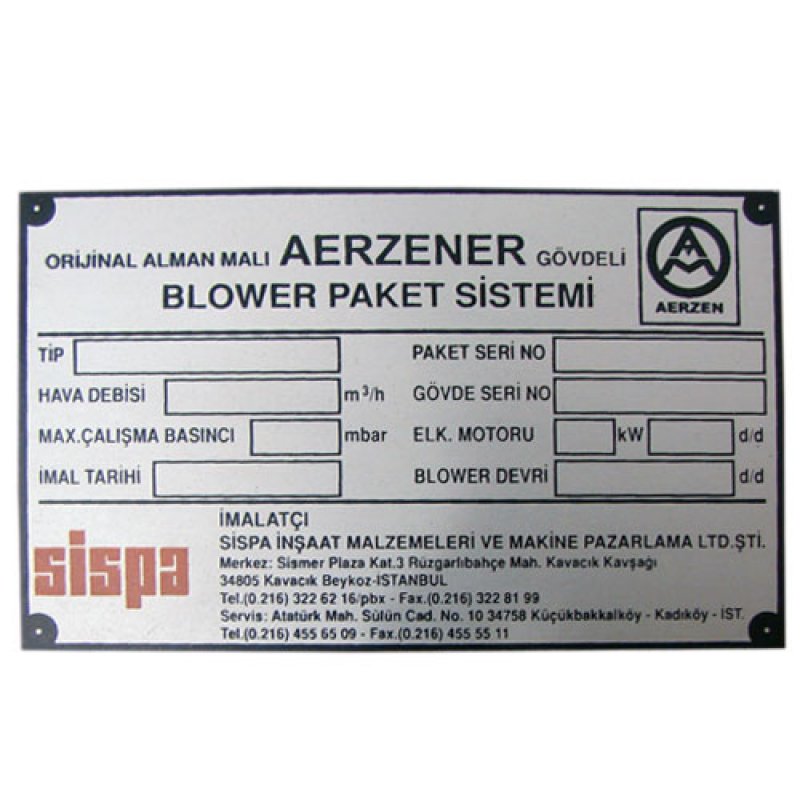 ORİJİNAL ALMAN MALI AERZENER GÖVDELİ
BLOWER PAKET SİSTEMİ
AERZEN
TİP
PAKET SERİ NO
HAVA DEBİSİ m³/h
GÖVDE SERİ NO
MAX.ÇALIŞMA BASINCI mbar
ELK. MOTORU kW d/d
İMAL TARİHİ
BLOWER DEVRİ d/d
sispa
İMALATÇI
SİSPA İNŞAAT MALZEMELERİ VE MAKİNE PAZARLAMA LTD.ŞTİ.
Merkez: Sismer Plaza Kat.3 Rüzgarlıbahçe Mah. Kavacık Kavşağı
34805 Kavacık Beykoz-İSTANBUL
Tel.(0.216) 322 62 16/pbx - Fax.(0.216) 322 81 99
Servis: Atatürk Mah. Sülün Cad. No. 10 34758 Küçükbakkalköy - Kadıköy - İST.
Tel.(0.216) 455 65 09 - Fax.(0.216) 455 55 11